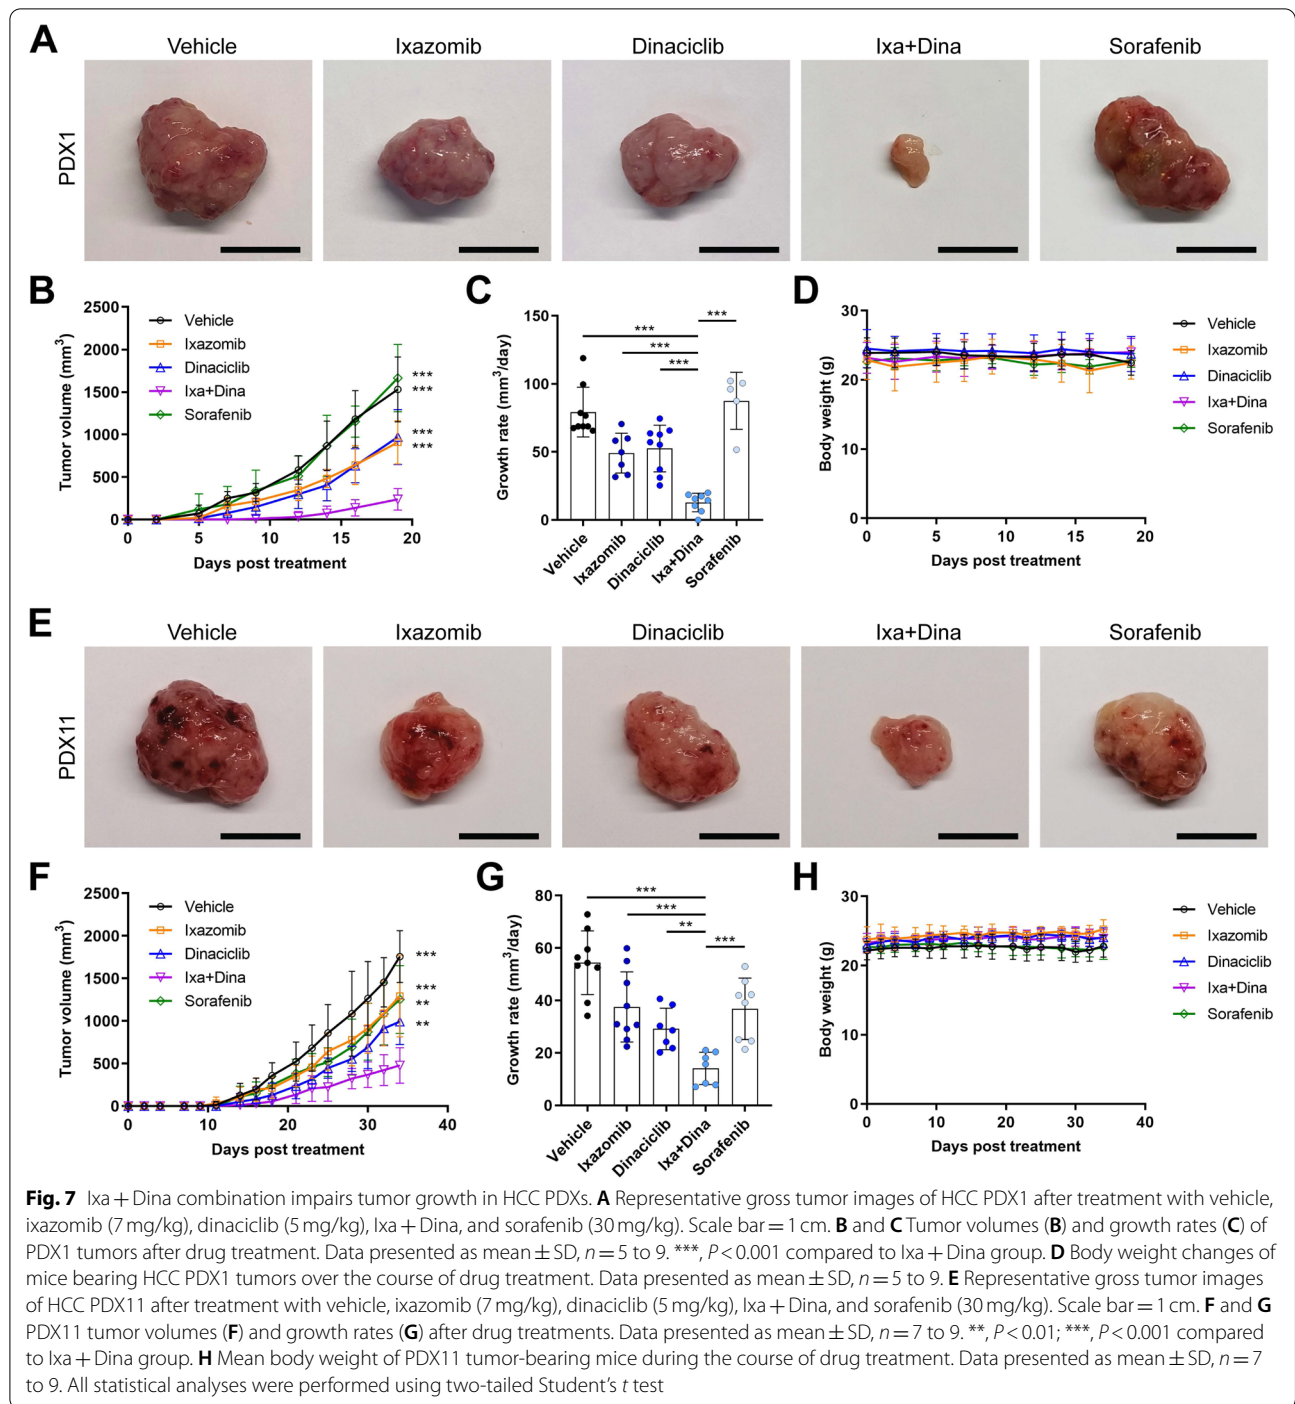 A
Vehicle
Ixazomib
Dinaciclib
Ixa+Dina
Sorafenib
PDX1
B
Tumor volume (mm³)
2500
2000
1500
1000
500
0
Vehicle
Ixazomib
Dinaciclib
Ixa+Dina
Sorafenib
***
***
***
***
0 5 10 15 20
Days post treatment
C
Growth rate (mm³/day)
150
100
50
0
***
***
***
***
Vehicle
Ixazomib
Dinaciclib
Ixa+Dina
Sorafenib
D
Body weight (g)
30
20
10
0
0 5 10 15 20
Days post treatment
Vehicle
Ixazomib
Dinaciclib
Ixa+Dina
Sorafenib
E
Vehicle
Ixazomib
Dinaciclib
Ixa+Dina
Sorafenib
PDX11
F
Tumor volume (mm³)
2500
2000
1500
1000
500
0
Vehicle
Ixazomib
Dinaciclib
Ixa+Dina
Sorafenib
***
***
**
**
0 10 20 30 40
Days post treatment
G
Growth rate (mm³/day)
80
60
40
20
0
***
***
**
***
Vehicle
Ixazomib
Dinaciclib
Ixa+Dina
Sorafenib
H
Body weight (g)
30
20
10
0
0 10 20 30 40
Days post treatment
Vehicle
Ixazomib
Dinaciclib
Ixa+Dina
Sorafenib
Fig. 7 Ixa + Dina combination impairs tumor growth in HCC PDXs. A Representative gross tumor images of HCC PDX1 after treatment with vehicle,
ixazomib (7 mg/kg), dinaciclib (5 mg/kg), Ixa + Dina, and sorafenib (30 mg/kg). Scale bar = 1 cm. B and C Tumor volumes (B) and growth rates (C) of
PDX1 tumors after drug treatment. Data presented as mean ± SD, n = 5 to 9. ***, P < 0.001 compared to Ixa + Dina group. D Body weight changes of
mice bearing HCC PDX1 tumors over the course of drug treatment. Data presented as mean ± SD, n = 5 to 9. E Representative gross tumor images
of HCC PDX11 after treatment with vehicle, ixazomib (7 mg/kg), dinaciclib (5 mg/kg), Ixa + Dina, and sorafenib (30 mg/kg). Scale bar = 1 cm. F and G
PDX11 tumor volumes (F) and growth rates (G) after drug treatments. Data presented as mean ± SD, n = 7 to 9. **, P < 0.01; ***, P < 0.001 compared
to Ixa + Dina group. H Mean body weight of PDX11 tumor-bearing mice during the course of drug treatment. Data presented as mean ± SD, n = 7
to 9. All statistical analyses were performed using two-tailed Student's t test